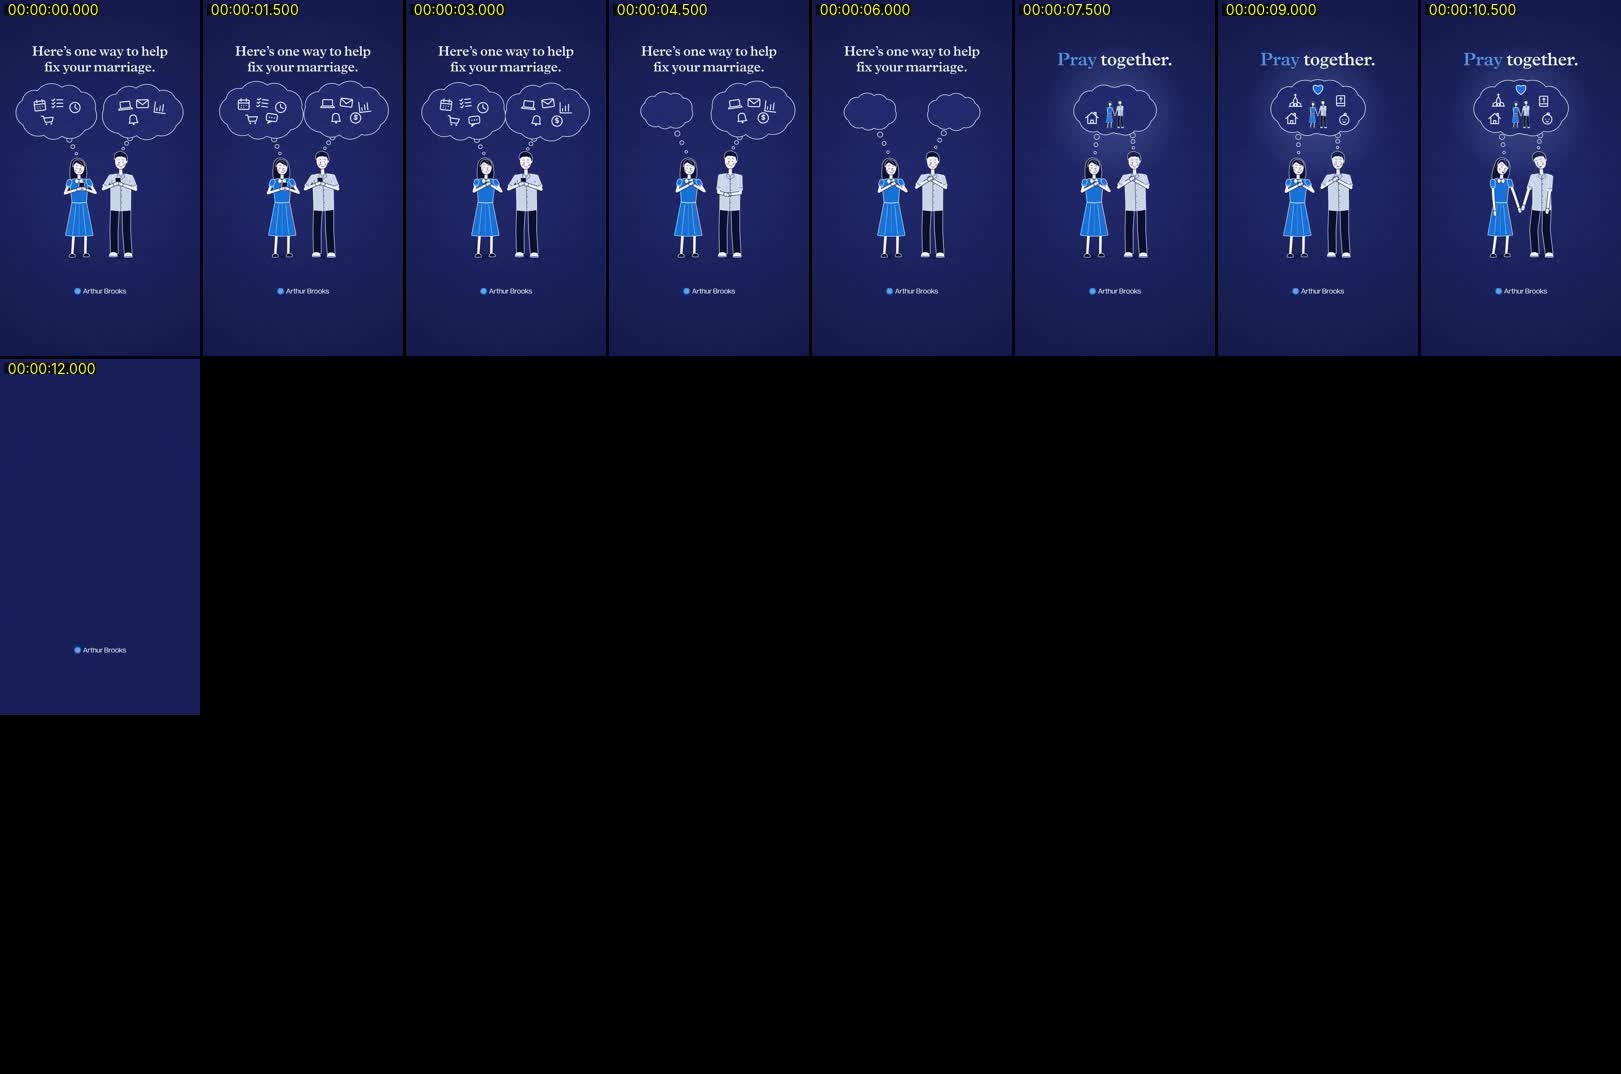 00:00:00.000
Here's one way to help
fix your marriage.
Arthur Brooks
00:00:01.500
Here's one way to help
fix your marriage.
$
Arthur Brooks
00:00:03.000
Here's one way to help
fix your marriage.
$
Arthur Brooks
00:00:04.500
Here's one way to help
fix your marriage.
$
Arthur Brooks
00:00:06.000
Here's one way to help
fix your marriage.
Arthur Brooks
00:00:07.500
Pray together.
Arthur Brooks
00:00:09.000
Pray together.
Arthur Brooks
00:00:10.500
Pray together.
Arthur Brooks
00:00:12.000
Arthur Brooks